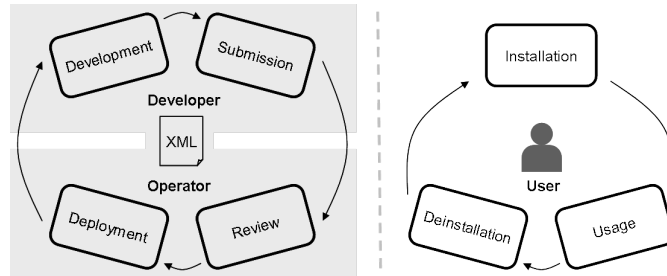 Development
Submission
Developer
XML
Operator
Deployment
Review
Installation
User
Deinstallation
Usage